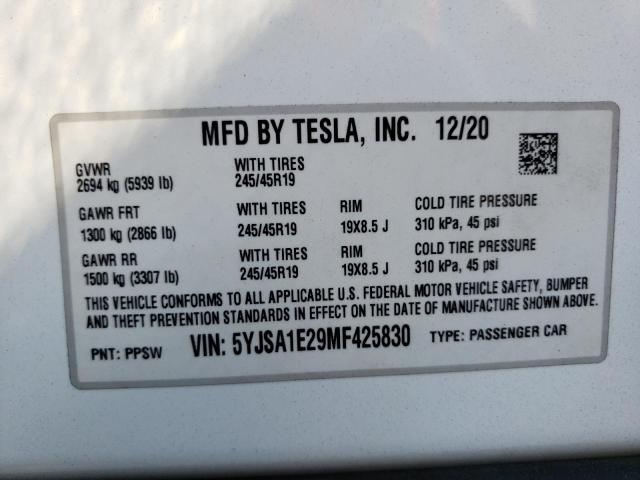 MFD BY TESLA, INC. 12/20
GVWR WITH TIRES
2694 kg (5939 lb) 245/45R19
GAWR FRT WITH TIRES RIM COLD TIRE PRESSURE
1300 kg (2866 lb) 245/45R19 19X8.5 J 310 kPa, 45 psi
GAWR RR WITH TIRES RIM COLD TIRE PRESSURE
1500 kg (3307 lb) 245/45R19 19X8.5 J 310 kPa, 45 psi
THIS VEHICLE CONFORMS TO ALL APPLICABLE U.S. FEDERAL MOTOR VEHICLE SAFETY, BUMPER
AND THEFT PREVENTION STANDARDS IN EFFECT ON THE DATE OF MANUFACTURE SHOWN ABOVE.
PNT: PPSW VIN: 5YJSA1E29MF425830 TYPE: PASSENGER CAR